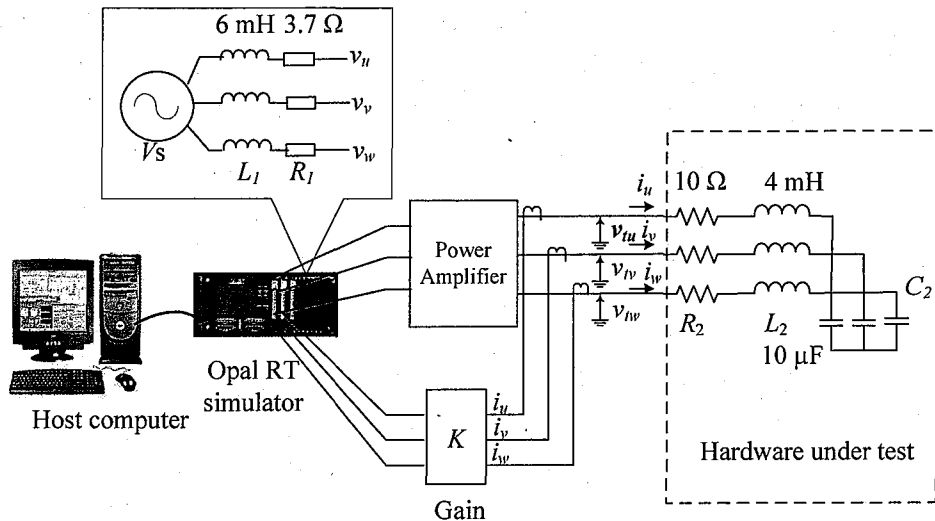 6 mH 3.7 Ω
v_u
v_v
v_w
Vs
L_1 R_1
i_u 10 Ω 4 mH
v_tu i_v
v_tv i_w
v_tw
Power
Amplifier
C_2
R_2 L_2
10 μF
Opal RT
simulator
Host computer
i_u
K i_v
i_w
Gain
Hardware under test